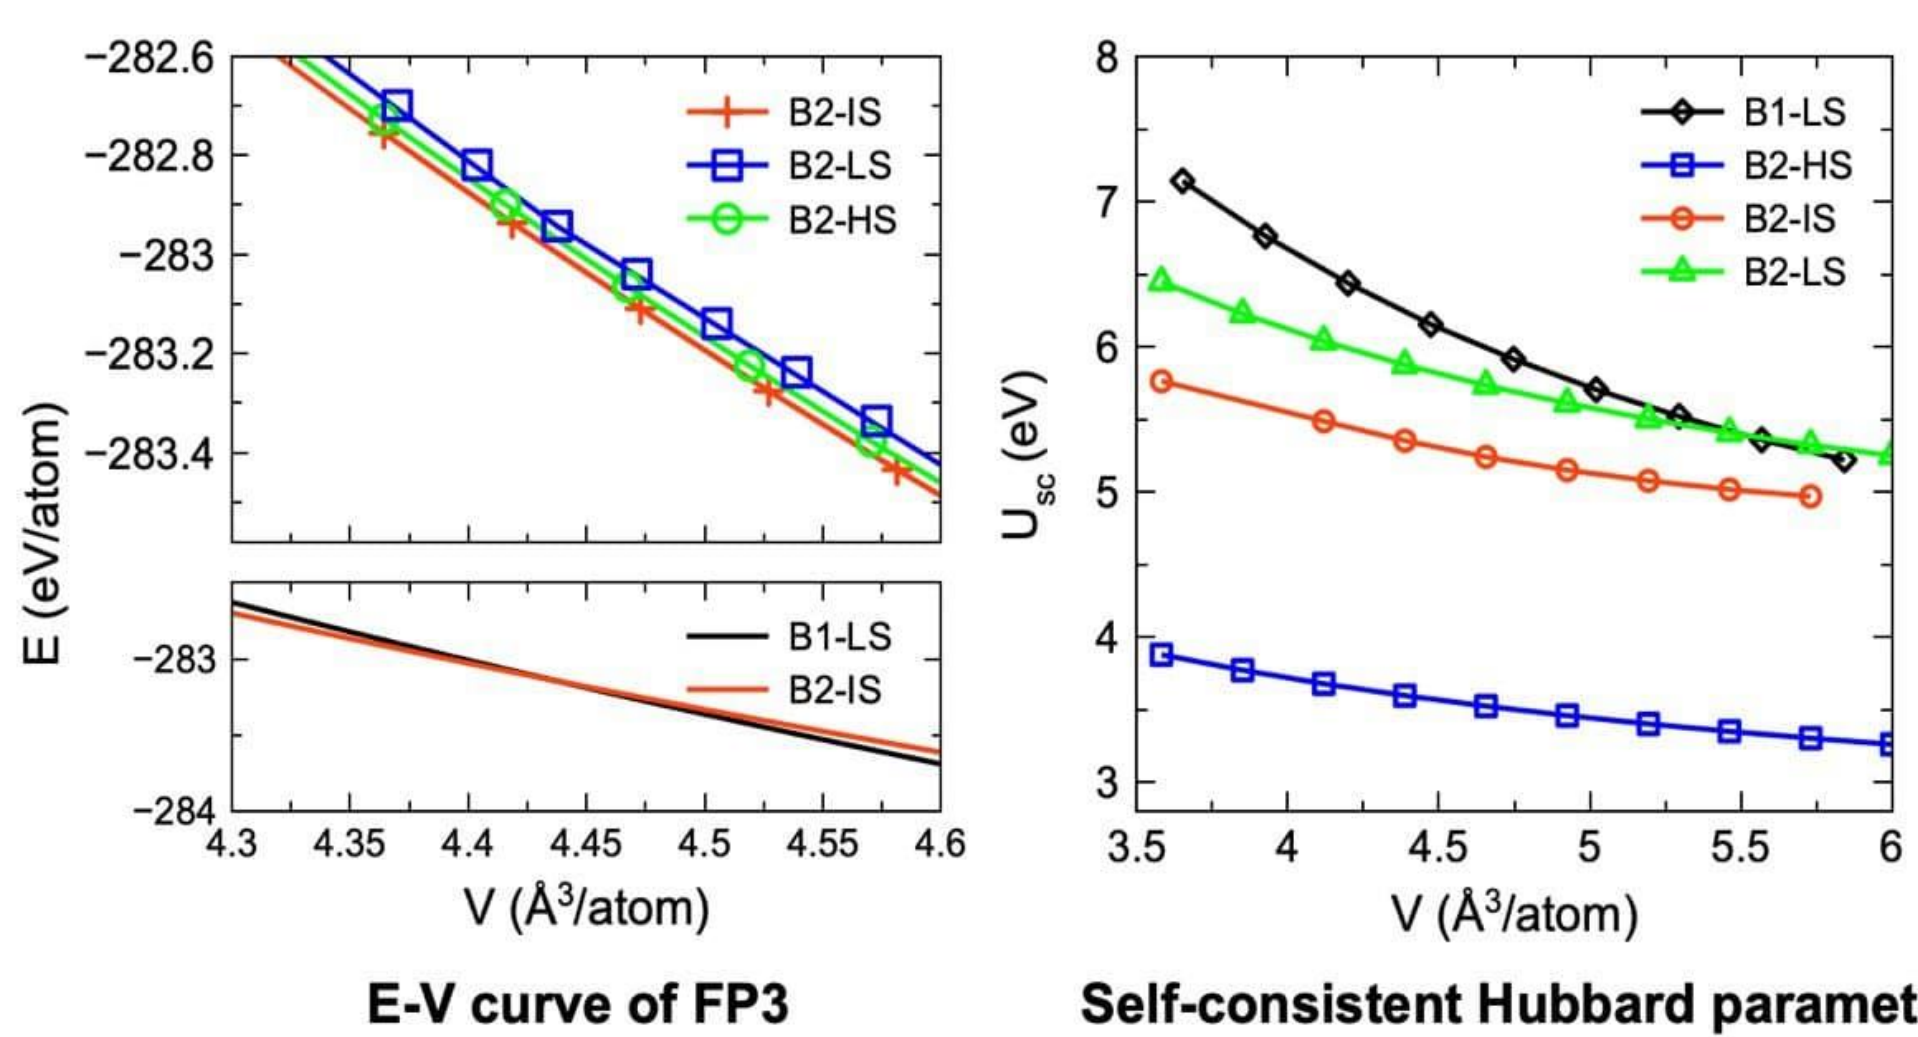 −282.6
−282.8
−283
−283.2
−283.4
B2-IS
B2-LS
B2-HS
E (eV/atom)
−283
−284
B1-LS
B2-IS
4.3 4.35 4.4 4.45 4.5 4.55 4.6
V (Å³/atom)
E-V curve of FP3
8
7
6
5
4
3
B1-LS
B2-HS
B2-IS
B2-LS
Usc (eV)
3.5 4 4.5 5 5.5 6
V (Å³/atom)
Self-consistent Hubbard paramet